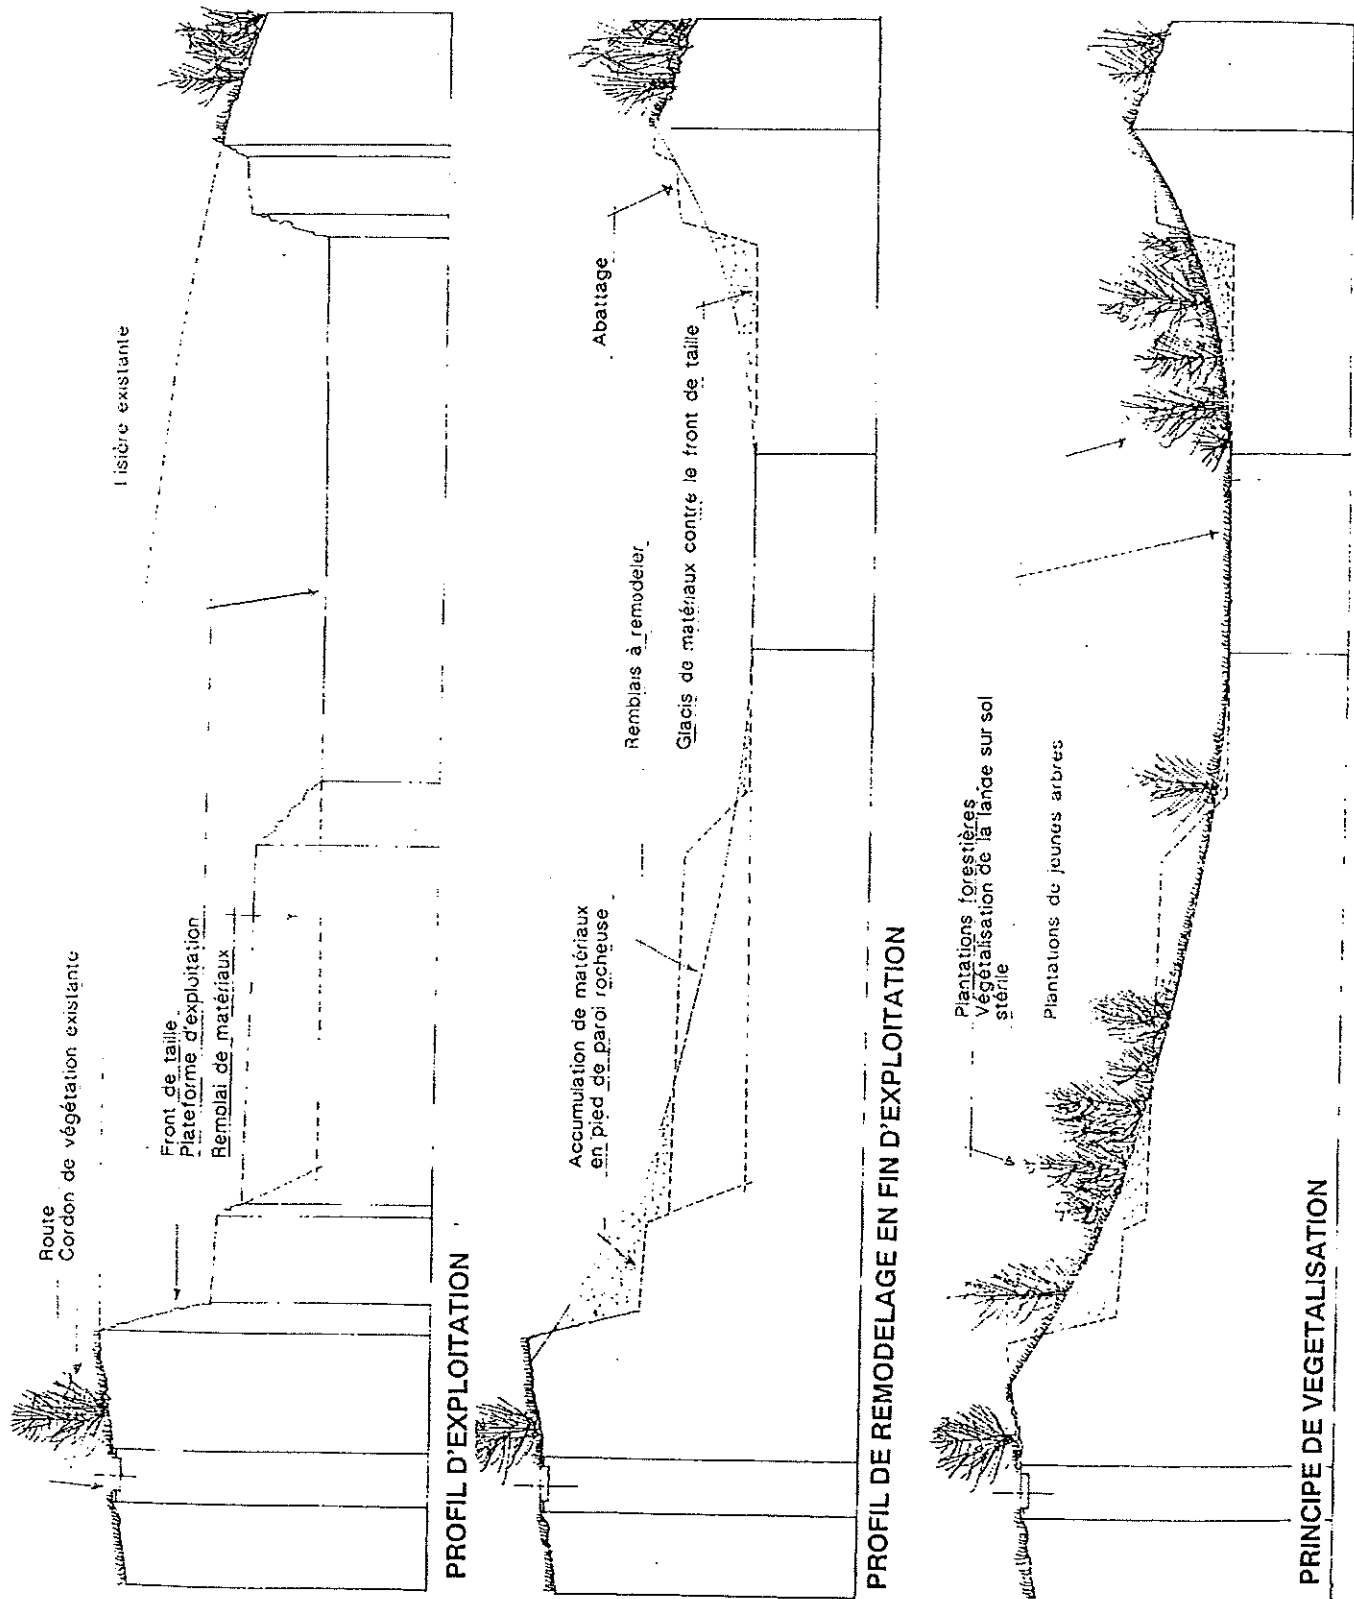 Route
Cordon de végétation existante
Front de taille
Plateforme d'exploitation
Remolai de matériaux
Lisière existante
PROFIL D'EXPLOITATION
Accumulation de matériaux
en pied de paroi rocheuse
Remblais à remodeler
Glacis de matériaux contre le front de taille
Abattage
PROFIL DE REMODELAGE EN FIN D'EXPLOITATION
Plantations forestières
Végétalisation de la lande sur sol
stérile
Plantations de jeunes arbres
PRINCIPE DE VEGETALISATION